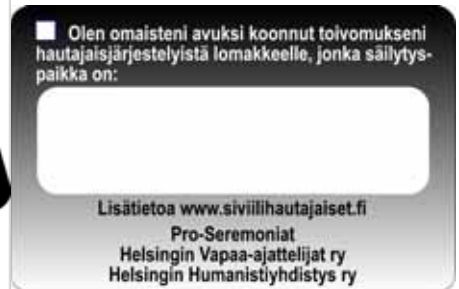 Olen omaisteni avuksi koonnut toivomukseni
hautajaisjärjestelyistä lomakkeelle, jonka säilytys-
paikka on:
Lisätietoa www.siviilihautajaiset.fi
Pro-Seremoniat
Helsingin Vapaa-ajattelijat ry
Helsingin Humanistiyhdistys ry